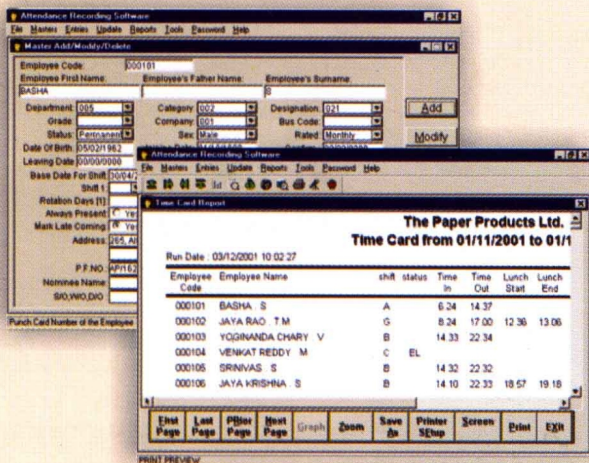 Attendance Recording Software
File Masters Entries Update Reports Tools Password Help
Master Add/Modify/Delete
Employee Code: 000101
Employee First Name: Employee's Father Name: Employee's Surname:
BASHA S
Department: 005 Category: 002 Designation: 021 Add
Grade: Company: 001 Bus Code:
Status: Permanent Sex: Male Rated: Monthly Modify
Date Of Birth: 05/02/1962
Leaving Date: 00/00/0000
Base Date For Shift: 30/04/2
Shift 1:
Rotation Days [1]:
Always Present: Yes
Mark Late Coming: Yes
Address: 265, A
P.F.NO.: AP/162
Nominee Name:
S/O,W/O,D/O
Punch Card Number of the Employee
Attendance Recording Software
File Masters Entries Update Reports Tools Password Help
Time Card Report
The Paper Products Ltd.
Time Card from 01/11/2001 to 01/1
Run Date : 03/12/2001 10:02:27
Employee Employee Name shift status Time Time Lunch Lunch
Code In Out Start End
000101 BASHA . S A 6.24 14.37
000102 JAYA RAO . T.M G 8.24 17.00 12.36 13.06
000103 YOGINANDA CHARY . V B 14.33 22.34
000104 VENKAT REDDY . M C EL
000105 SRINIVAS . S B 14.32 22.32
000106 JAYA KRISHNA . S B 14.10 22.33 18.57 19.18
First Page Last Page PRior Page Next Page Graph Zoom Save As Printer SEtup Screen Print EXit
PRINT PREVIEW